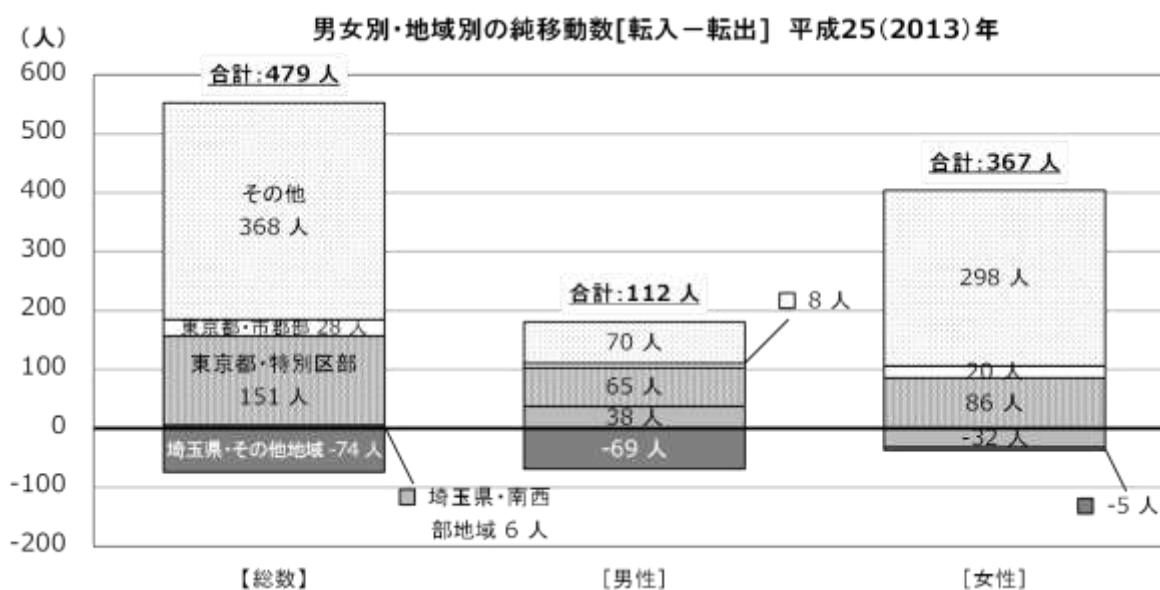 男女別・地域別の純移動数[転入－転出] 平成25(2013)年
(人)
600
500
400
300
200
100
0
-100
-200
合計:479 人
その他
368 人
東京都・市郡部 28 人
東京都・特別区部
151 人
埼玉県・その他地域 -74 人
埼玉県・南西
部地域 6 人
合計:112 人
8 人
70 人
65 人
38 人
-69 人
合計:367 人
298 人
20 人
86 人
-32 人
-5 人
【総数】
[男性]
[女性]